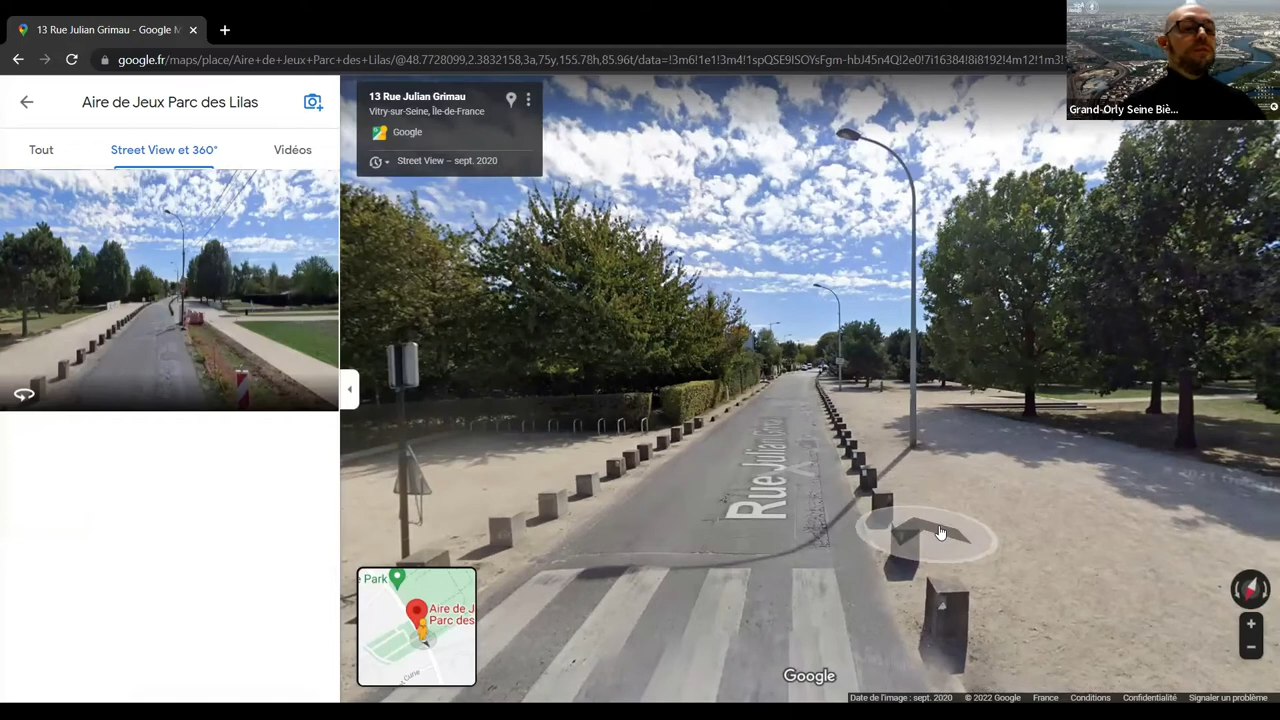 13 Rue Julian Grimau - Google M
google.fr/maps/place/Aire+de+Jeux+Parc+des+Lilas/@48.7728099,2.3832158,3a,75y,155.78h,85.96t/data=!3m6!1e1!3m4!1spQSE9ISOYsFgm-hbJ45n4Q!2e0!7i16384!8i8192!4m12!1m3!
Grand-Orly Seine Biè...
Aire de Jeux Parc des Lilas
Tout
Street View et 360°
Vidéos
13 Rue Julian Grimau
Vitry-sur-Seine, Île-de-France
Google
Street View – sept. 2020
Rue Julian Grimau
e Park
Aire de J
Parc des
Curie
Google
Date de l'image : sept. 2020 © 2022 Google France Conditions Confidentialité Signaler un problème